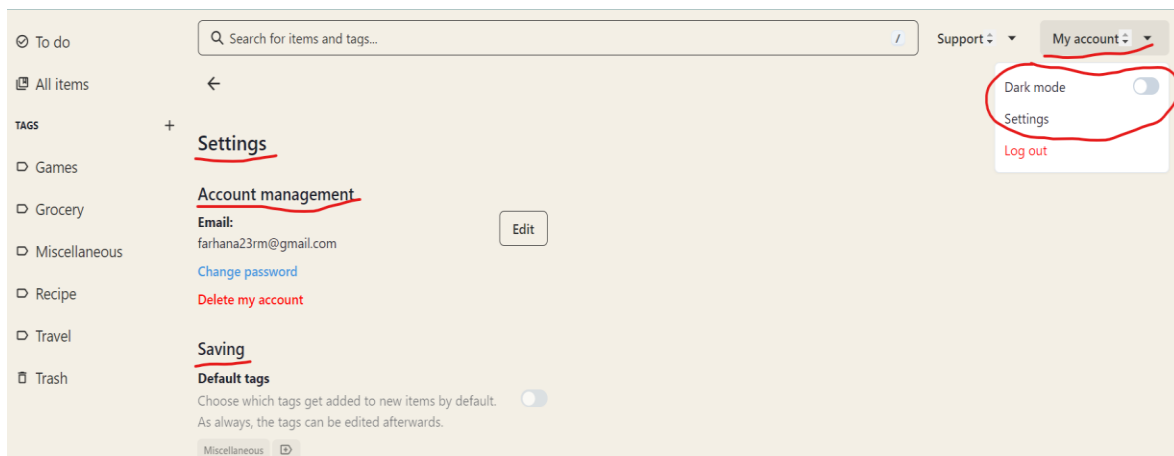 To do
All items
TAGS +
Games
Grocery
Miscellaneous
Recipe
Travel
Trash
Search for items and tags... /
Support
My account
Dark mode
Settings
Log out
Settings
Account management
Email:
farhana23rm@gmail.com
Edit
Change password
Delete my account
Saving
Default tags
Choose which tags get added to new items by default.
As always, the tags can be edited afterwards.
Miscellaneous